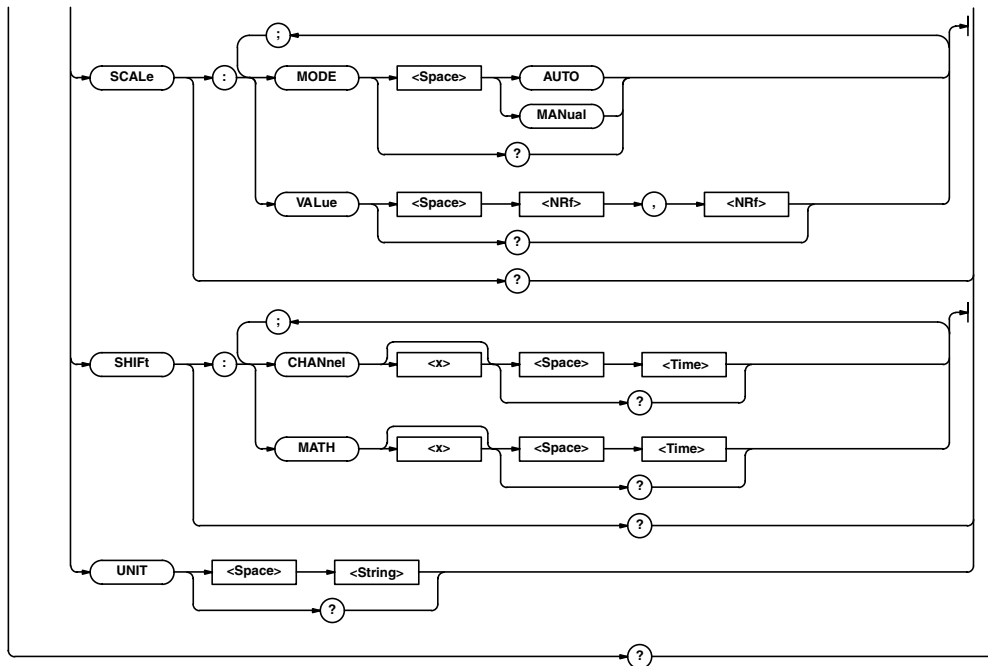 ;
SCALe : MODE <Space> AUTO
MANual
?
VALue <Space> <NRf> , <NRf>
?
?
;
SHIFt : CHANnel <x> <Space> <Time>
?
MATH <x> <Space> <Time>
?
?
UNIT <Space> <String>
?
?